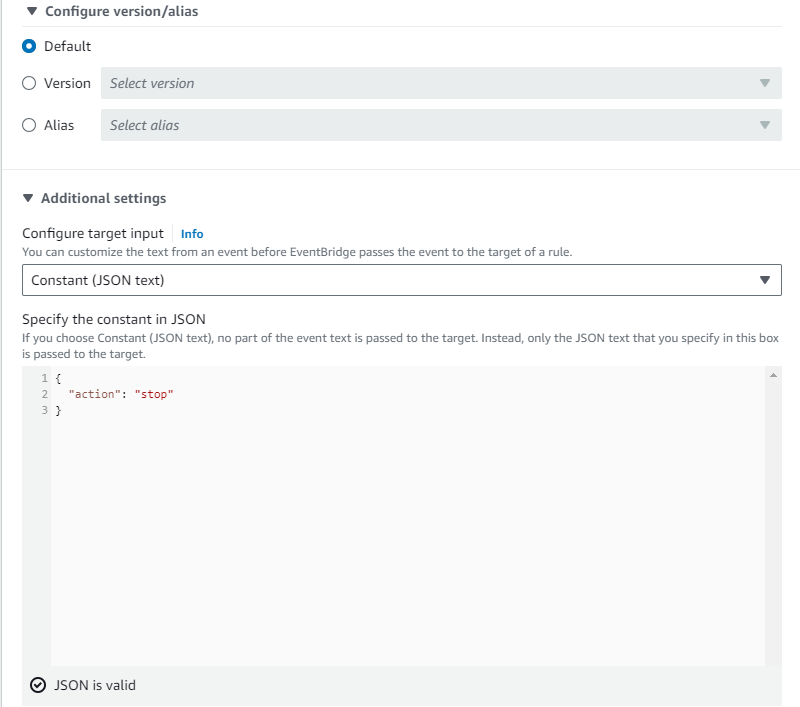 Configure version/alias
Default
Version Select version
Alias Select alias
Additional settings
Configure target input Info
You can customize the text from an event before EventBridge passes the event to the target of a rule.
Constant (JSON text)
Specify the constant in JSON
If you choose Constant (JSON text), no part of the event text is passed to the target. Instead, only the JSON text that you specify in this box
is passed to the target.
1 {
2 "action": "stop"
3 }
JSON is valid